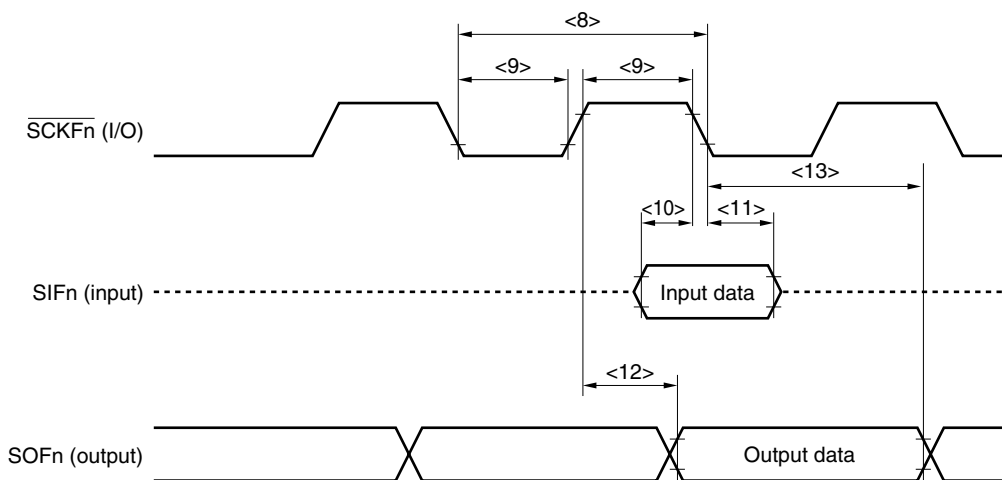 <8>
<9> <9>
SCKFn (I/O)
<13>
<10> <11>
SIFn (input)
Input data
<12>
SOFn (output)
Output data